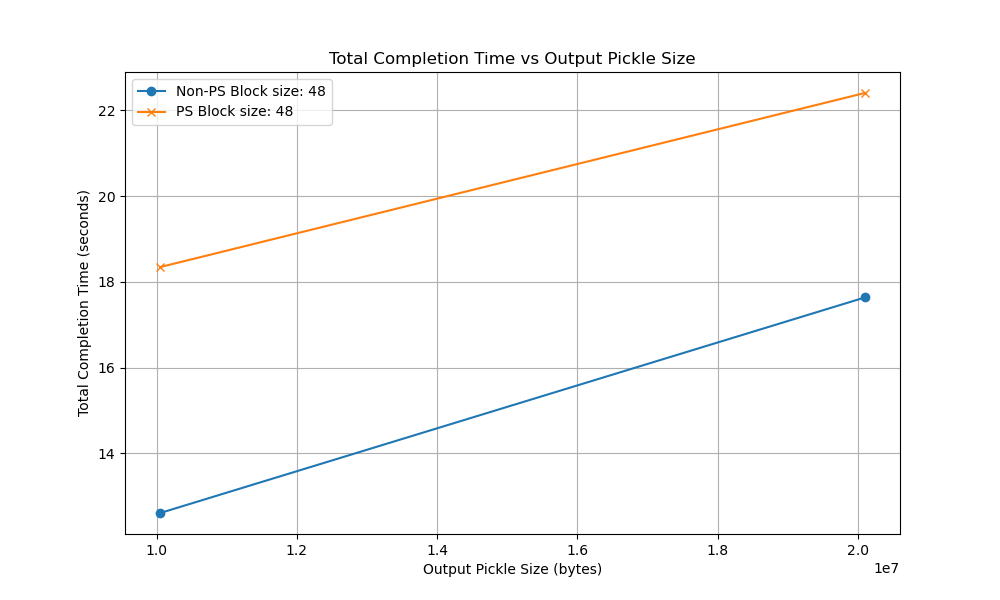 Total Completion Time vs Output Pickle Size
Non-PS Block size: 48
PS Block size: 48
Total Completion Time (seconds)
22
20
18
16
14
1.0 1.2 1.4 1.6 1.8 2.0
1e7
Output Pickle Size (bytes)